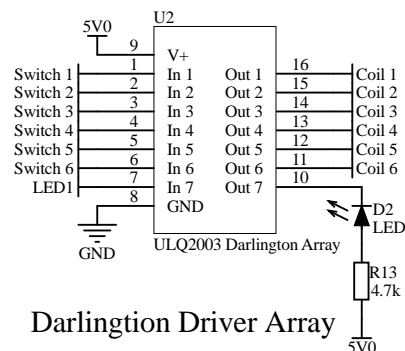 U2
5V0
9 V+
Switch 1 1 In 1 Out 1 16 Coil 1
Switch 2 2 In 2 Out 2 15 Coil 2
Switch 3 3 In 3 Out 3 14 Coil 3
Switch 4 4 In 4 Out 4 13 Coil 4
Switch 5 5 In 5 Out 5 12 Coil 5
Switch 6 6 In 6 Out 6 11 Coil 6
LED1 7 In 7 Out 7 10
8 GND
D2
LED
GND
ULQ2003 Darlington Array
R13
4.7k
Darlingtion Driver Array
5V0